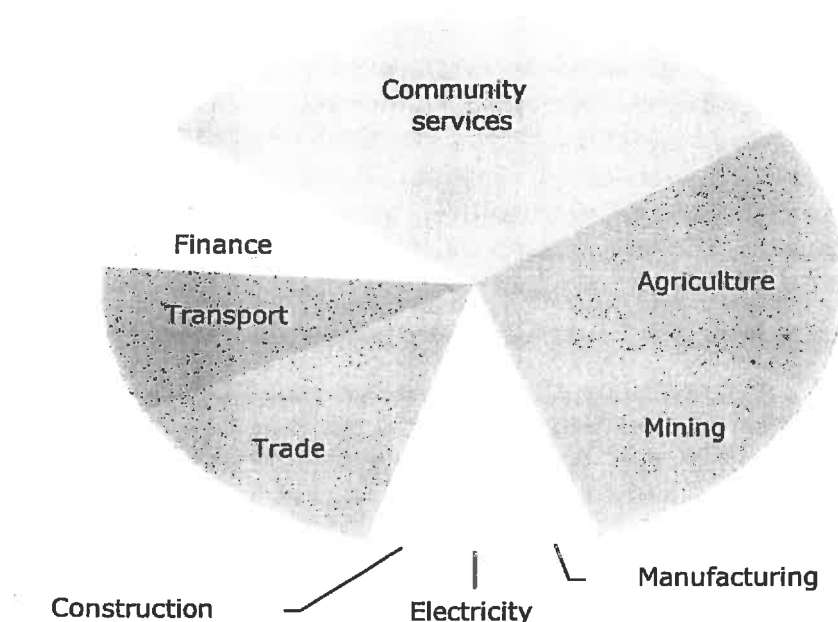 Community
services
Finance
Agriculture
Transport
Mining
Trade
Manufacturing
Construction
Electricity